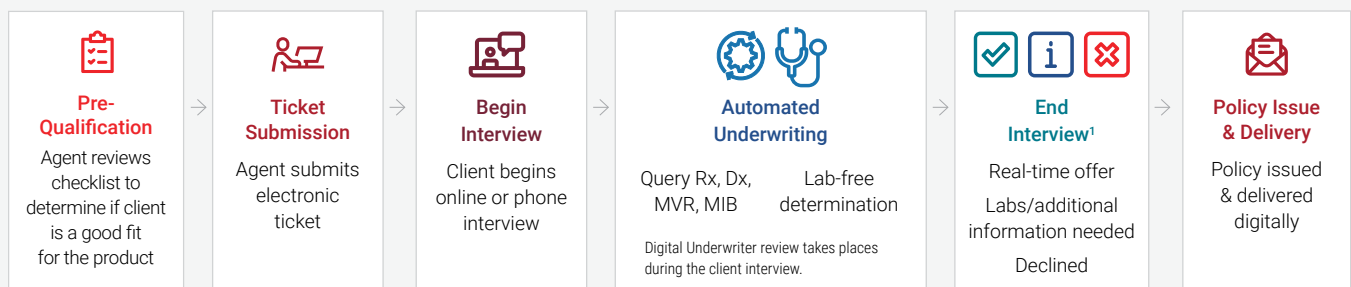 Pre-
Qualification
Agent reviews
checklist to
determine if client
is a good fit
for the product
Ticket
Submission
Agent submits
electronic
ticket
Begin
Interview
Client begins
online or phone
interview
Automated
Underwriting
Query Rx, Dx,
MVR, MIB
Lab-free
determination
Digital Underwriter review takes places
during the client interview.
i
End
Interview¹
Real-time offer
Labs/additional
information needed
Declined
Policy Issue
& Delivery
Policy issued
& delivered
digitally